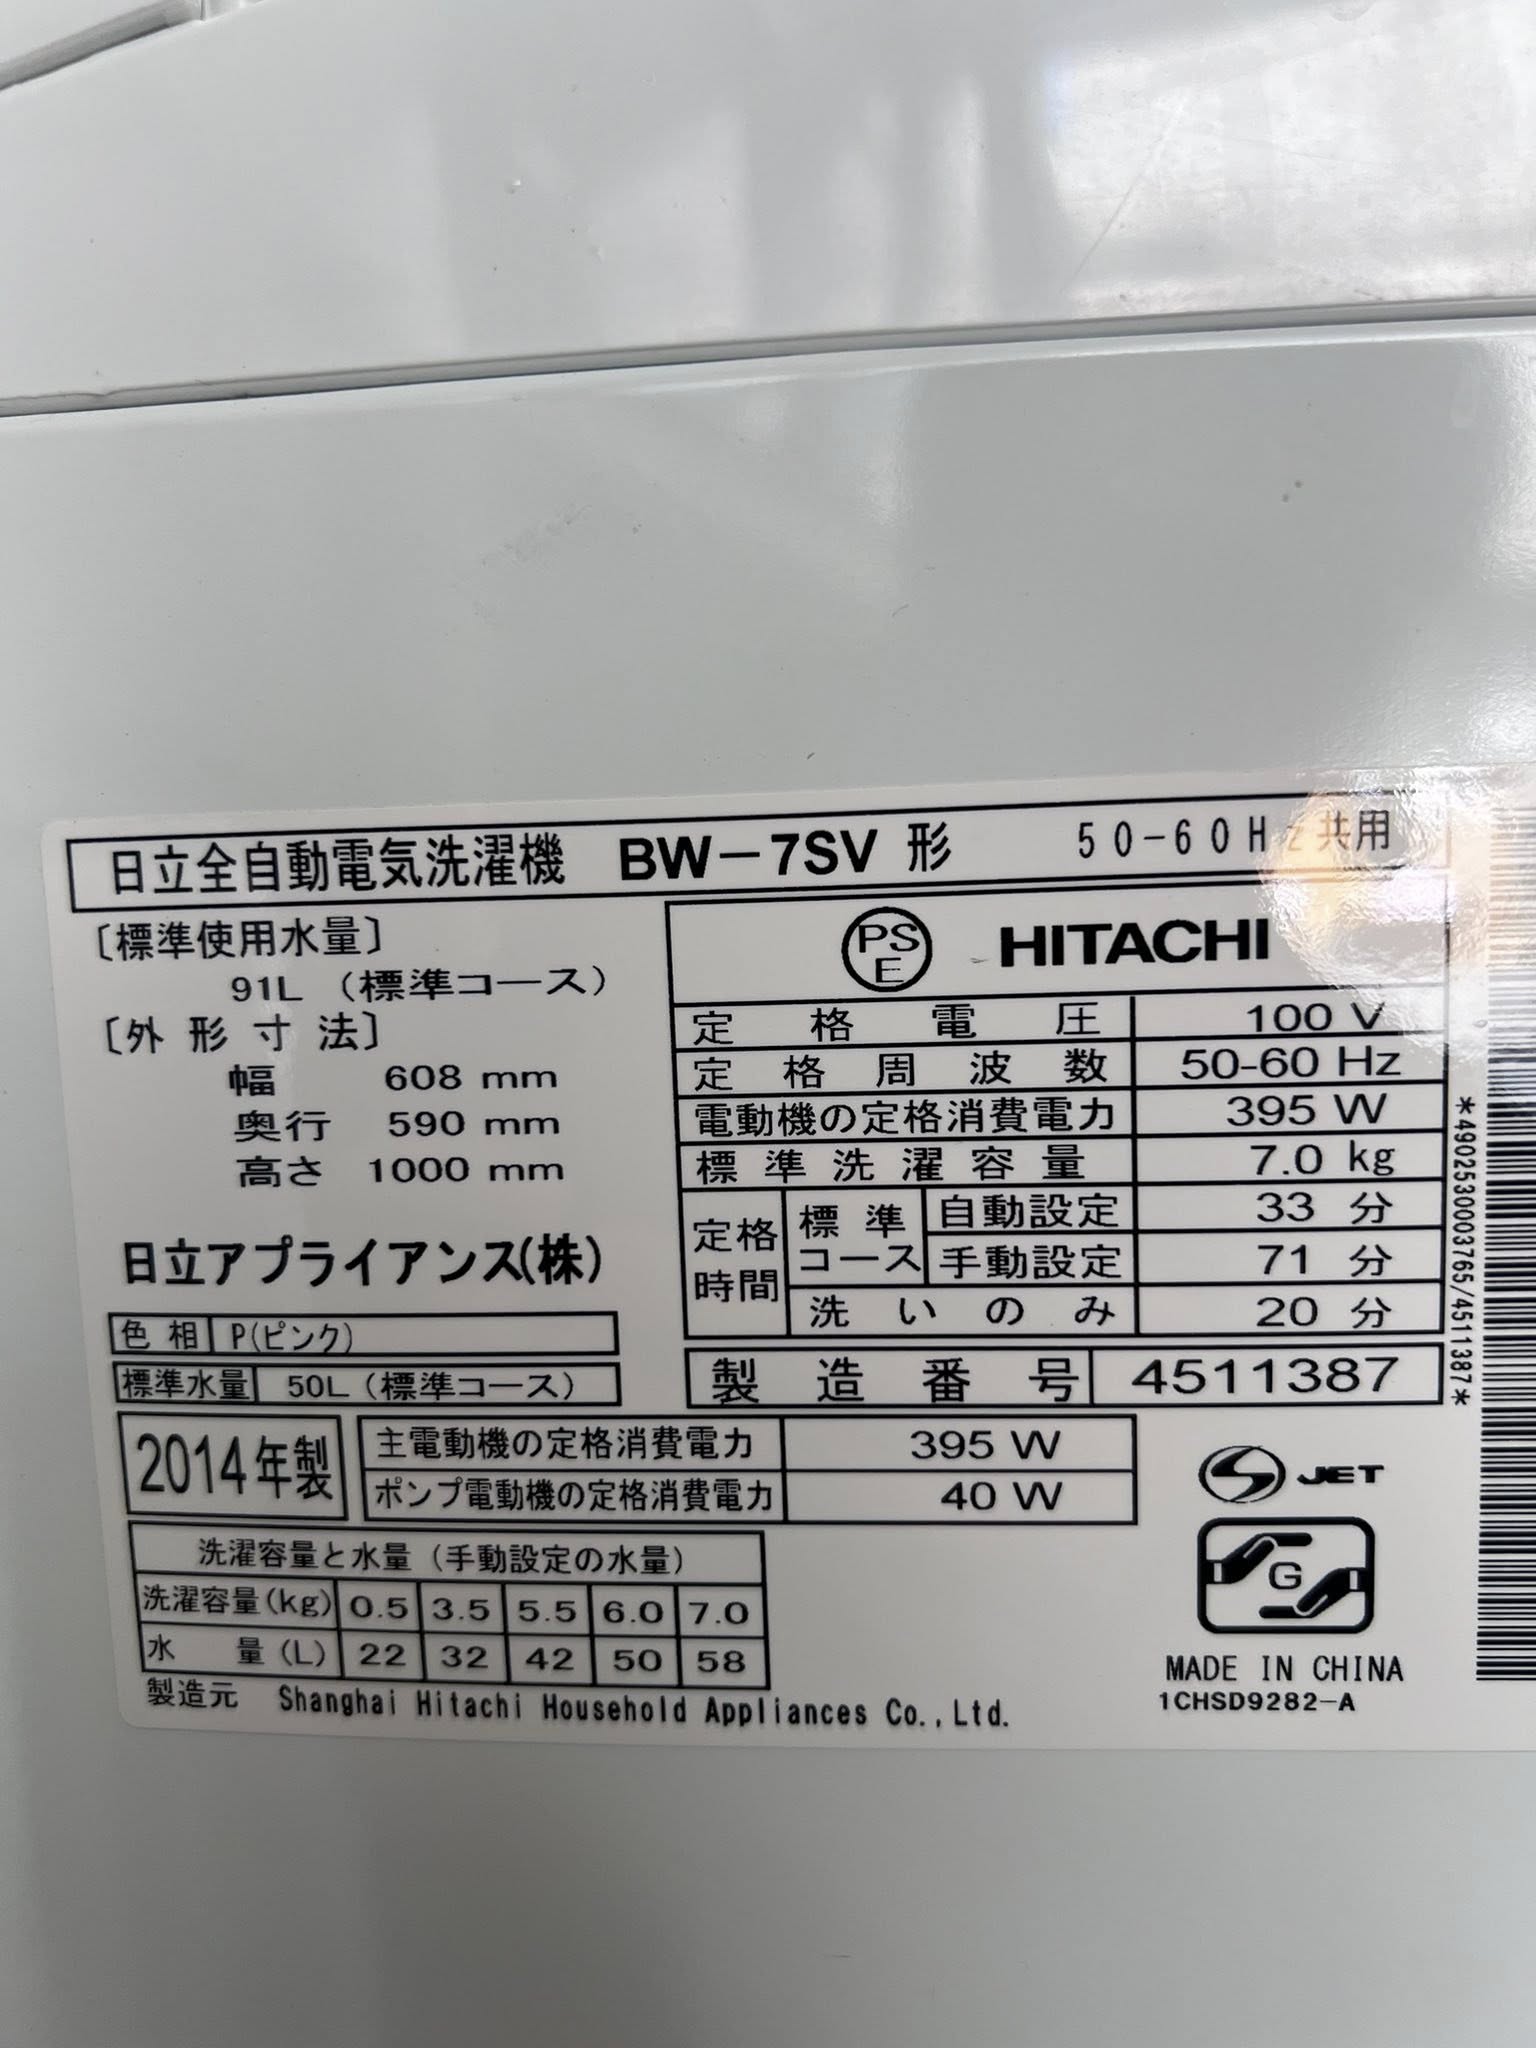 日立全自動電気洗濯機 BW-7SV 形 50-60Hz共用
〔標準使用水量〕
91L (標準コース)
〔外形寸法〕
幅 608 mm
奥行 590 mm
高さ 1000 mm
日立アプライアンス(株)
色相 P(ピンク)
標準水量 50L (標準コース)
PSE HITACHI
定格電圧 100 V
定格周波数 50-60 Hz
電動機の定格消費電力 395 W
標準洗濯容量 7.0 kg
定格時間 標準コース 自動設定 33 分
手動設定 71 分
洗いのみ 20 分
製造番号 4511387
*4902530003765/4511387*
2014年製
主電動機の定格消費電力 395 W
ポンプ電動機の定格消費電力 40 W
洗濯容量と水量 (手動設定の水量)
洗濯容量(kg) 0.5 3.5 5.5 6.0 7.0
水量(L) 22 32 42 50 58
製造元 Shanghai Hitachi Household Appliances Co.,Ltd.
S JET
G
MADE IN CHINA
1CHSD9282-A